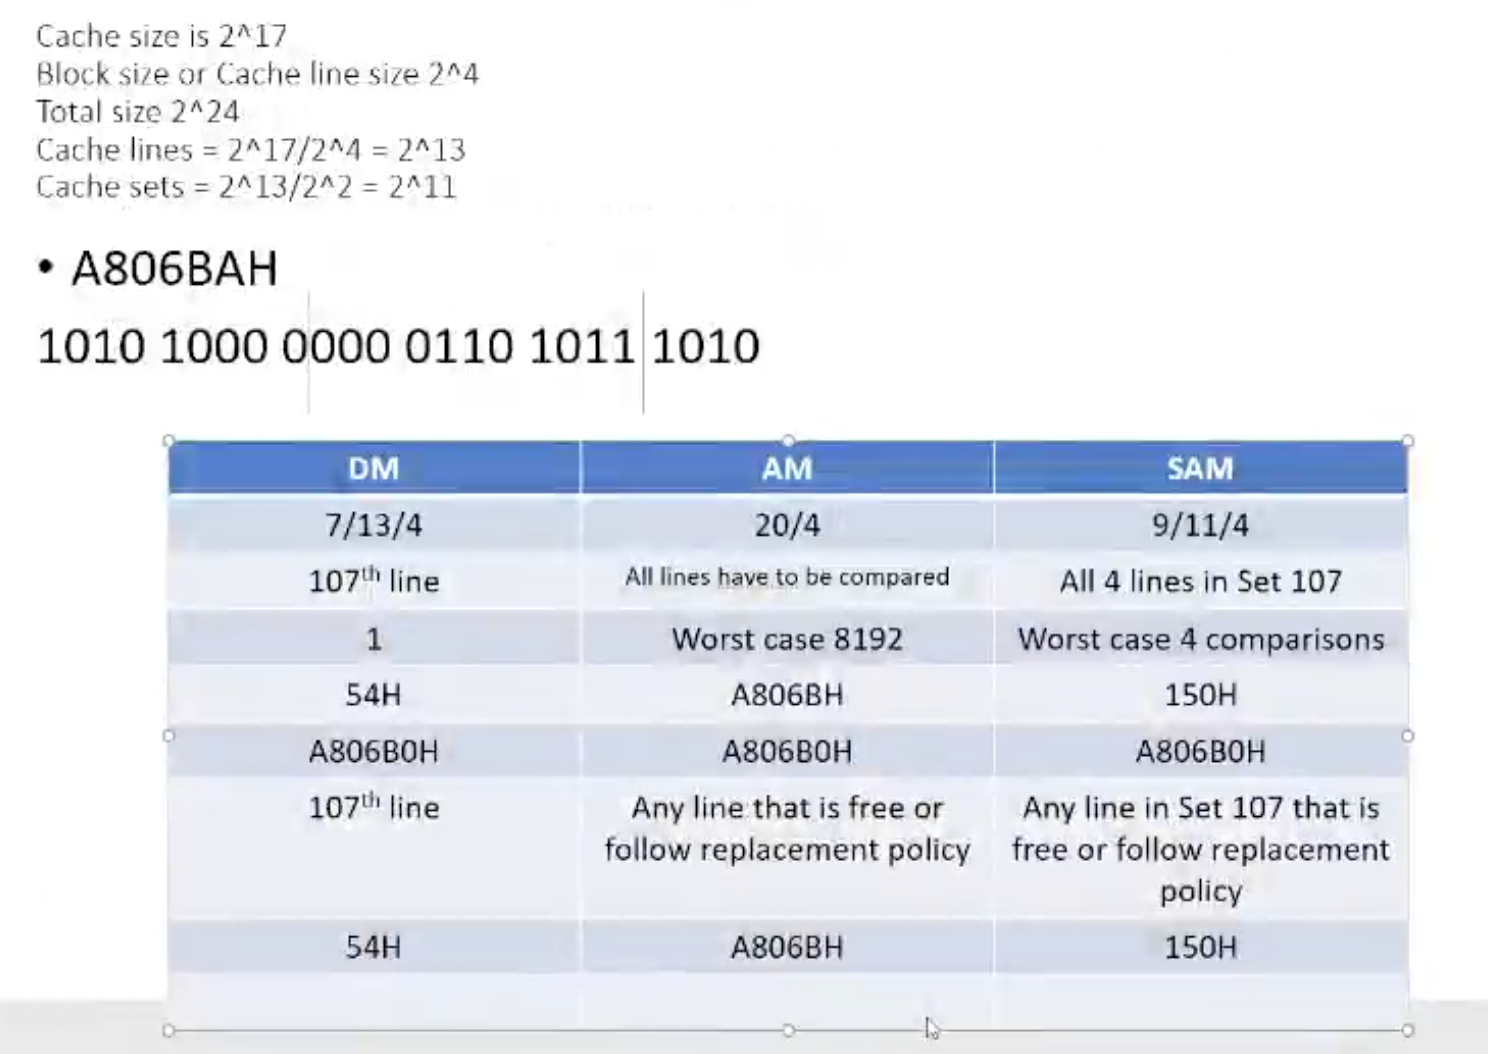 Cache size is 2^17
Block size or Cache line size 2^4
Total size 2^24
Cache lines = 2^17/2^4 = 2^13
Cache sets = 2^13/2^2 = 2^11
• A806BAH
1010 1000 0000 0110 1011 1010
DM AM SAM
7/13/4 20/4 9/11/4
107th line All lines have to be compared All 4 lines in Set 107
1 Worst case 8192 Worst case 4 comparisons
54H A806BH 150H
A806B0H A806B0H A806B0H
107th line Any line that is free or Any line in Set 107 that is
follow replacement policy free or follow replacement
policy
54H A806BH 150H